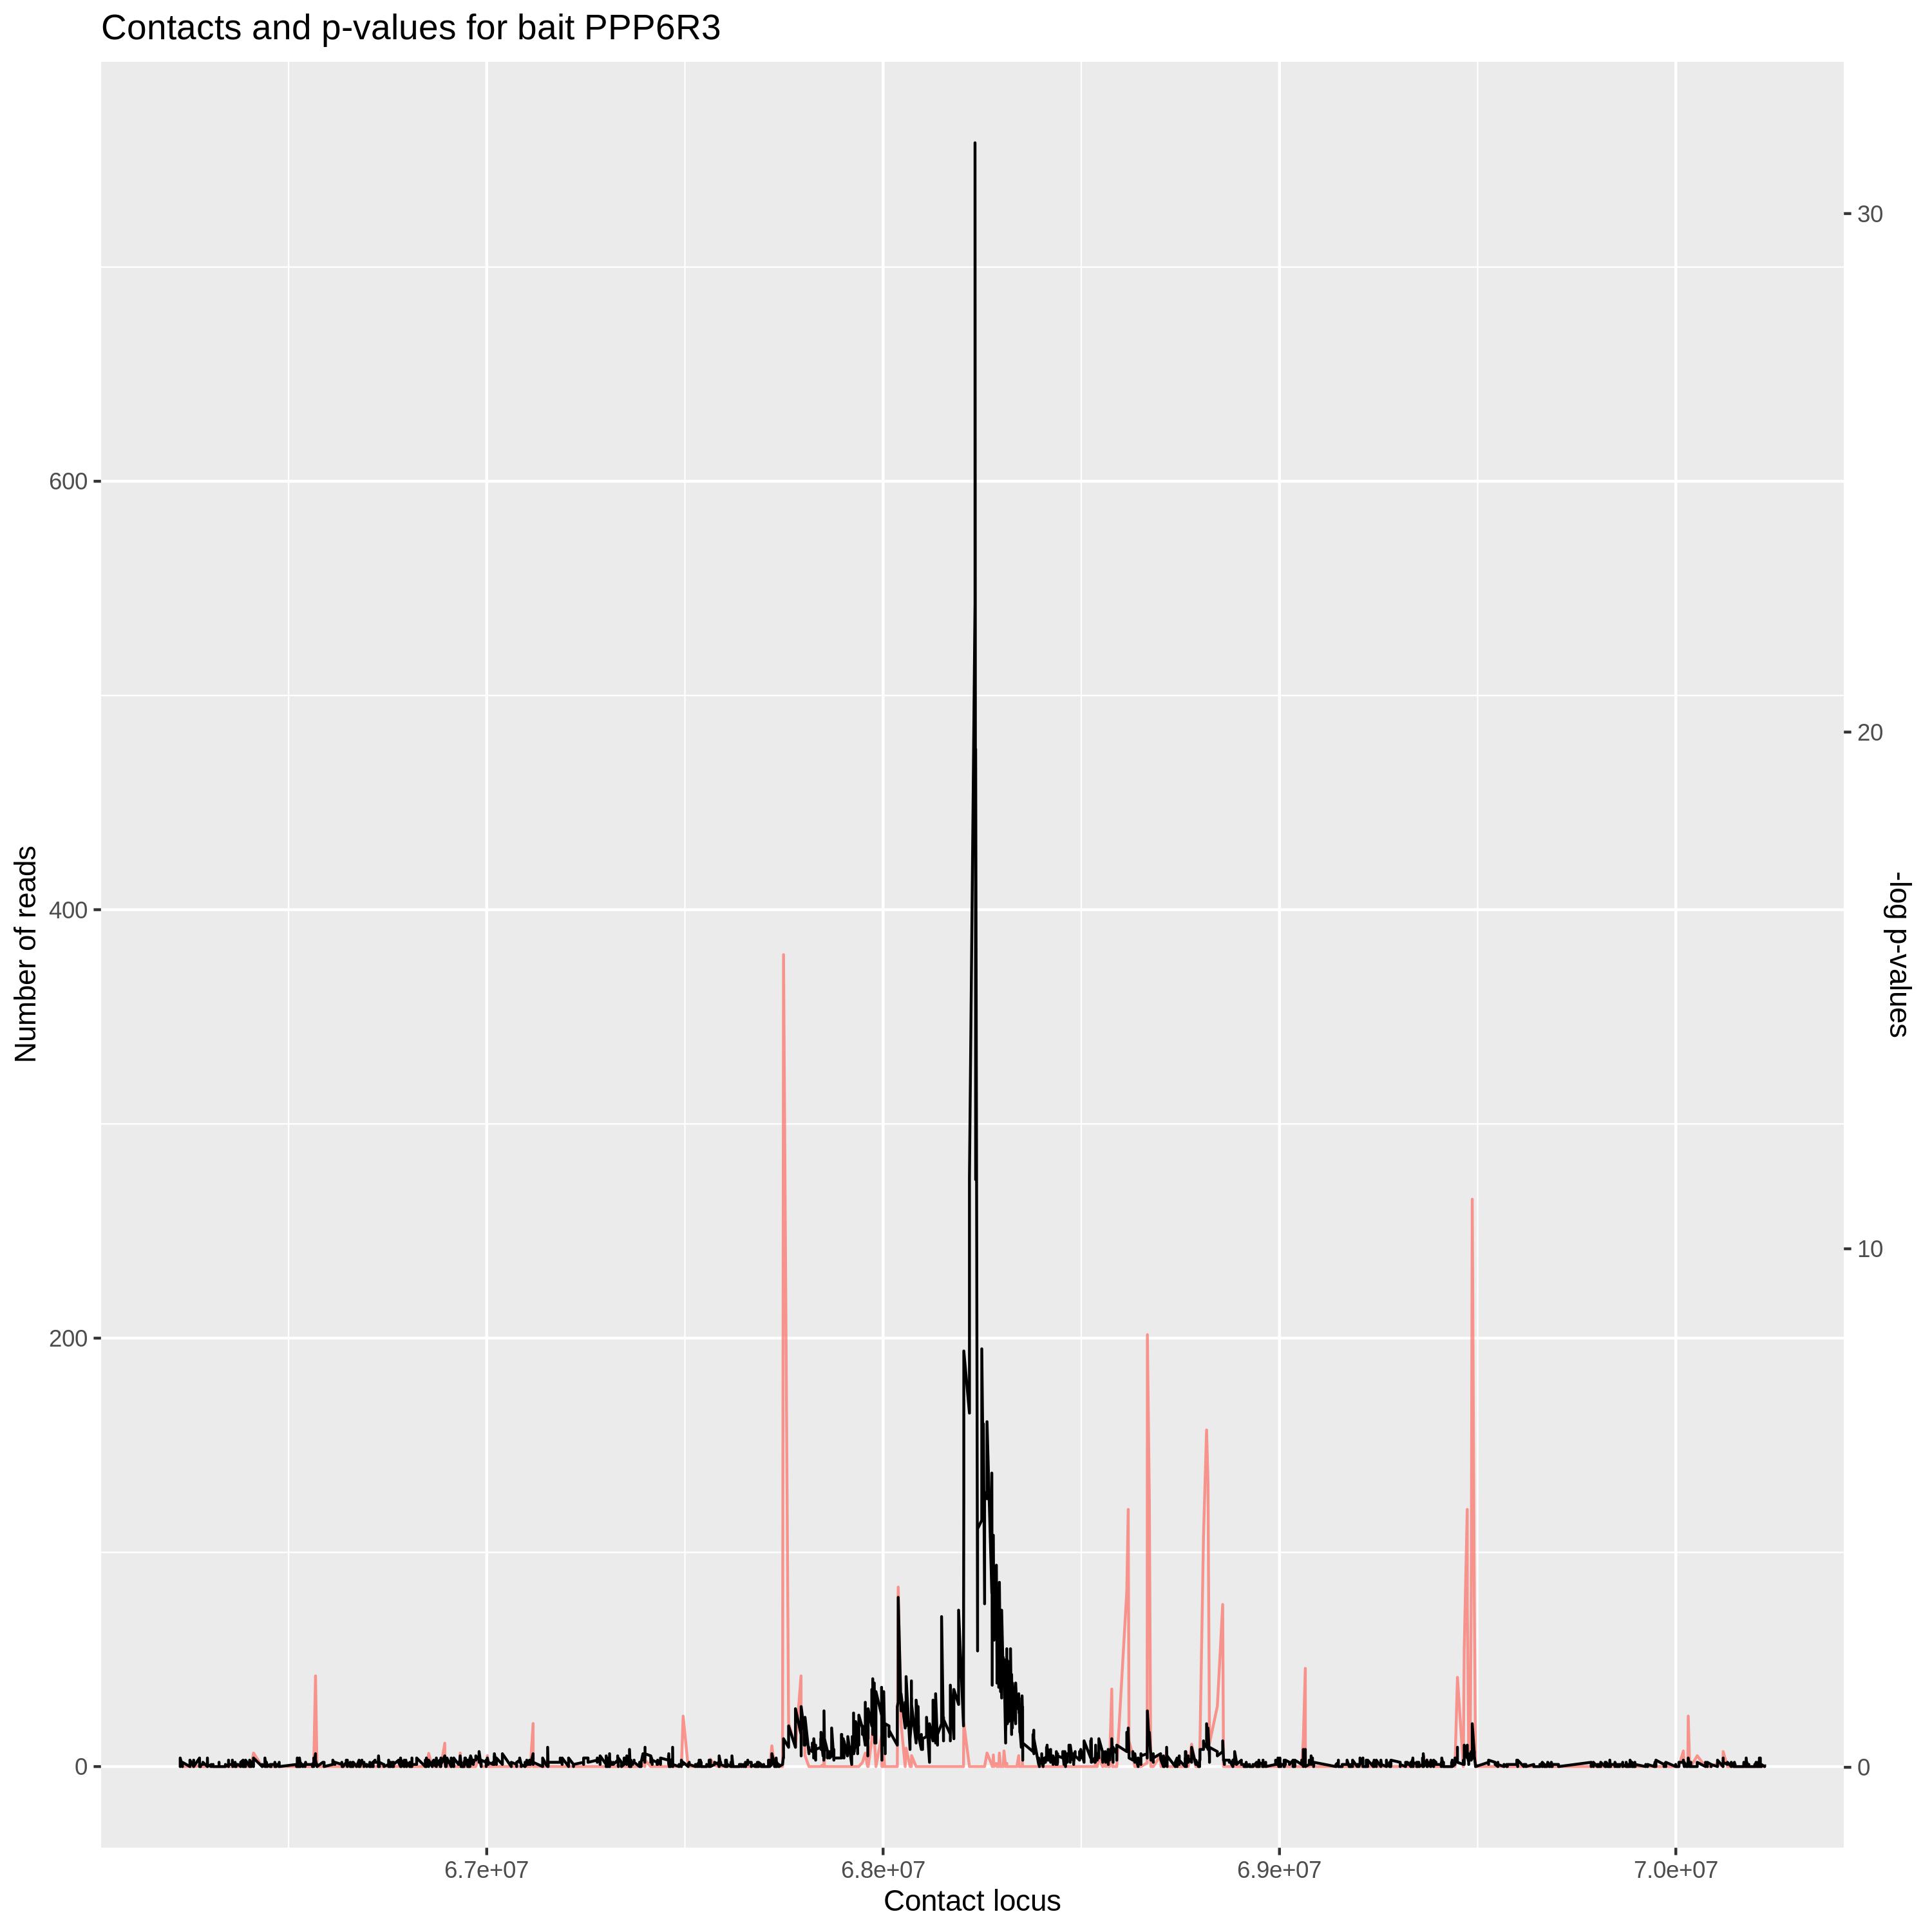 Contacts and p-values for bait PPP6R3
Number of reads
600
400
200
0
30
20
10
0
-log p-values
6.7e+07
6.8e+07
6.9e+07
7.0e+07
Contact locus